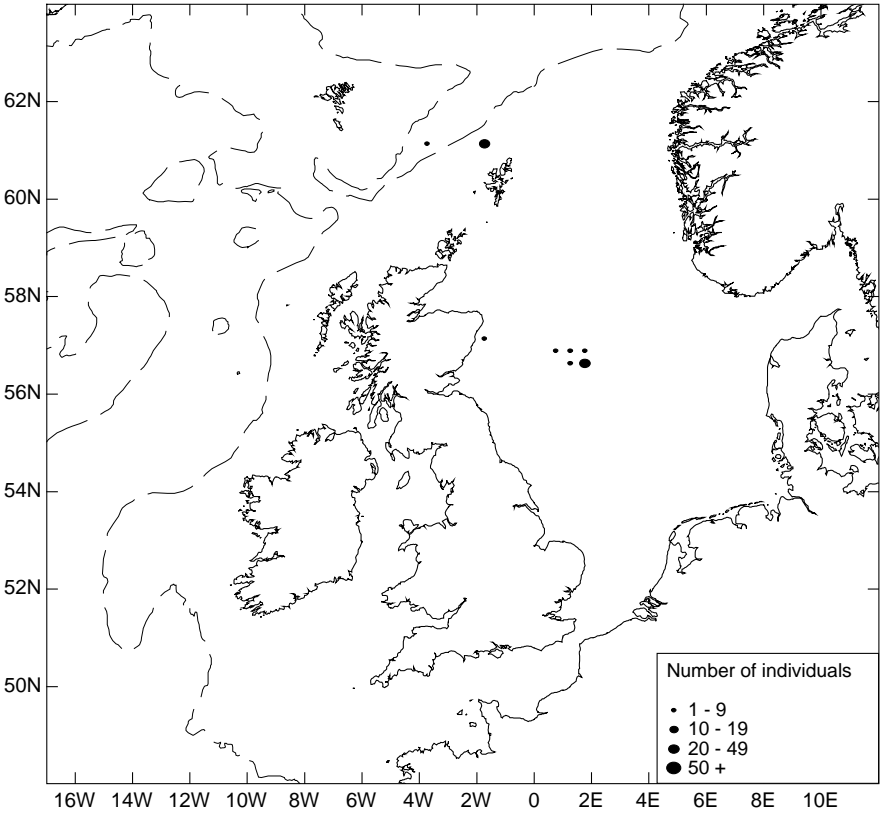 62N
60N
58N
56N
54N
52N
50N
Number of individuals
1 - 9
10 - 19
20 - 49
50 +
16W 14W 12W 10W 8W 6W 4W 2W 0 2E 4E 6E 8E 10E